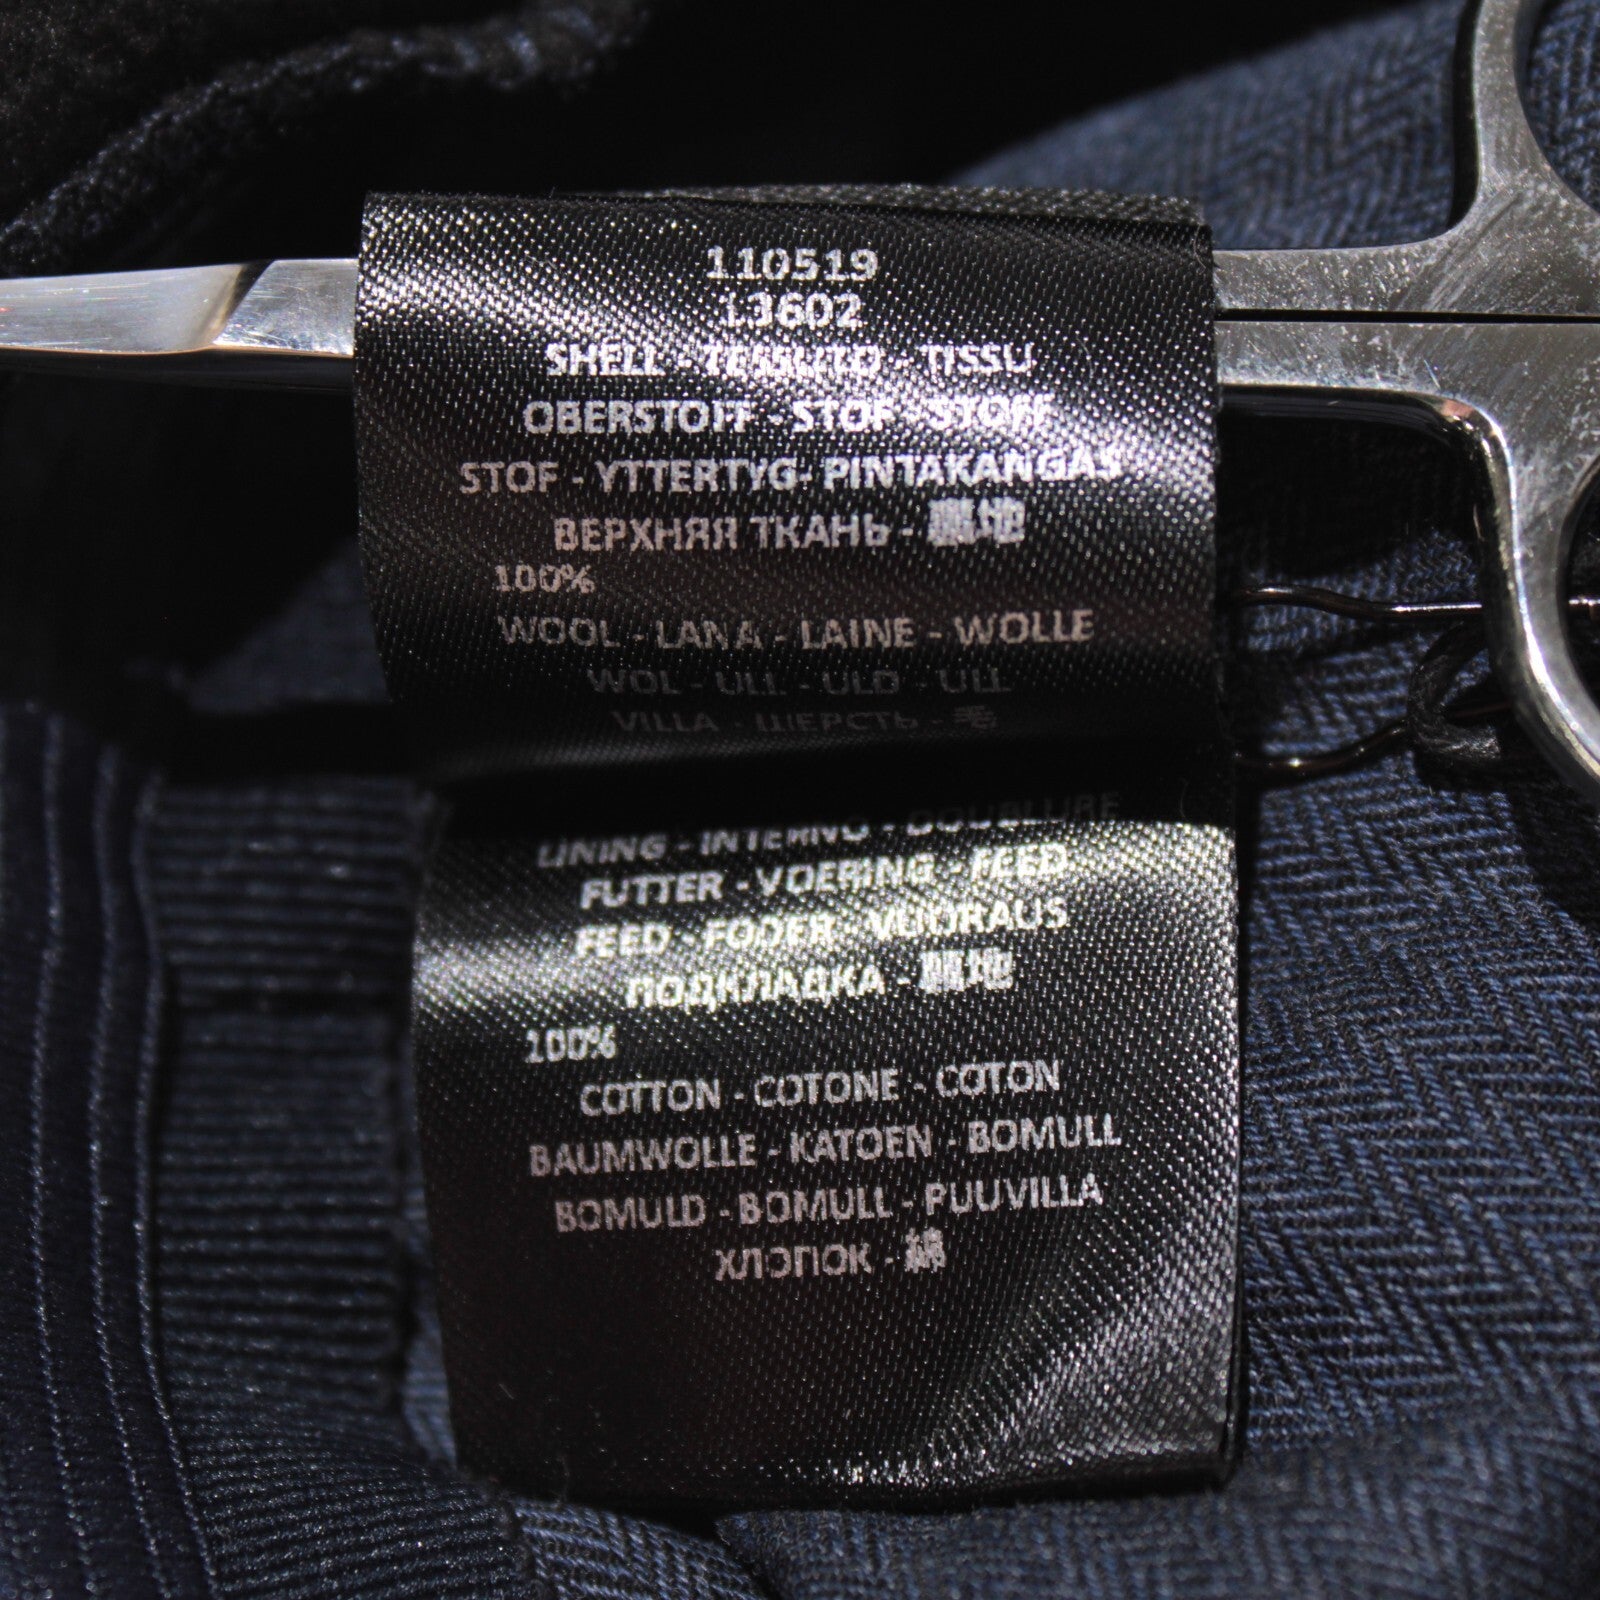 110519
13602
SHELL - TESSUTO - TISSU
OBERSTOFF - STOF - STOFF
STOF - YTTERTYG- PINTAKANGAS
ВЕРХНЯЯ ТКАНЬ -
100%
WOOL - LANA - LAINE - WOLLE
WOL - ULL - ULD - ULL
VILLA - ШЕРСТЬ - 毛
LINING - INTERNO - DOUBLURE
FUTTER - VOERING - FEED
FEED - FODER - VUORAUS
ПОДКЛАДКА -
100%
COTTON - COTONE - COTON
BAUMWOLLE - KATOEN - BOMULL
BOMULD - BOMULL - PUUVILLA
ХЛОПОК - 綿